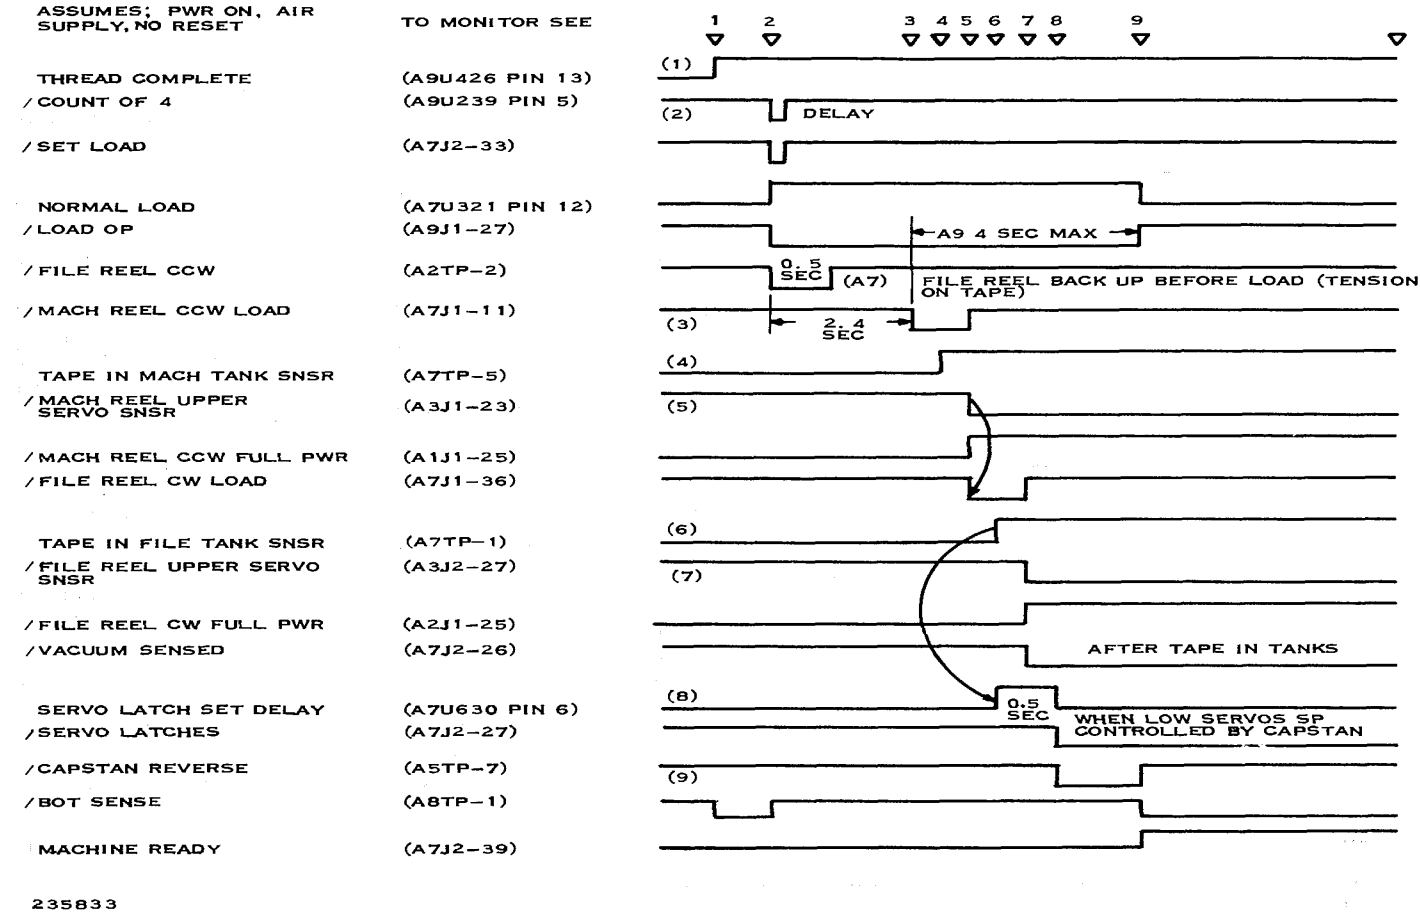 ASSUMES; PWR ON, AIR
SUPPLY, NO RESET
TO MONITOR SEE
1 2 3 4 5 6 7 8 9
THREAD COMPLETE (A9U426 PIN 13) (1)
/COUNT OF 4 (A9U239 PIN 5) (2) DELAY
/SET LOAD (A7J2-33)
NORMAL LOAD (A7U321 PIN 12)
/LOAD OP (A9J1-27) A9 4 SEC MAX
/FILE REEL CCW (A2TP-2) 0.5
SEC (A7) FILE REEL BACK UP BEFORE LOAD (TENSION
ON TAPE)
/MACH REEL CCW LOAD (A7J1-11) (3) 2.4
SEC
TAPE IN MACH TANK SNSR (A7TP-5) (4)
/MACH REEL UPPER
SERVO SNSR (A3J1-23) (5)
/MACH REEL CCW FULL PWR (A1J1-25)
/FILE REEL CW LOAD (A7J1-36)
TAPE IN FILE TANK SNSR (A7TP-1) (6)
/FILE REEL UPPER SERVO
SNSR (A3J2-27) (7)
/FILE REEL CW FULL PWR (A2J1-25)
/VACUUM SENSED (A7J2-26) AFTER TAPE IN TANKS
SERVO LATCH SET DELAY (A7U630 PIN 6) (8) 0.5
SEC WHEN LOW SERVOS SP
CONTROLLED BY CAPSTAN
/SERVO LATCHES (A7J2-27)
/CAPSTAN REVERSE (A5TP-7) (9)
/BOT SENSE (A8TP-1)
MACHINE READY (A7J2-39)
235833